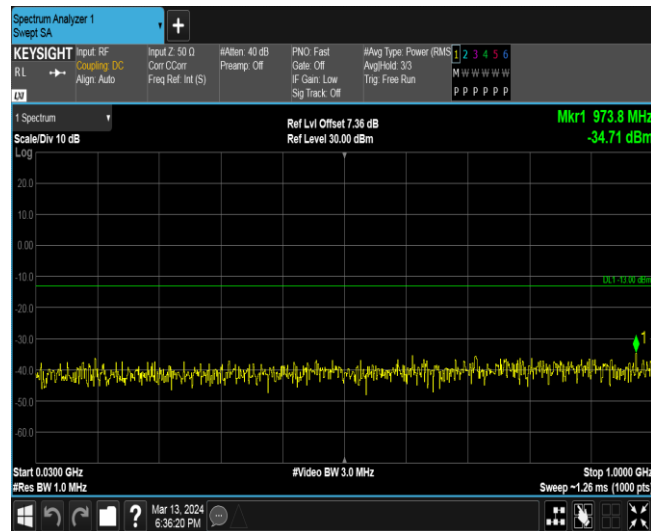 Spectrum Analyzer 1
Swept SA
+
KEYSIGHT
RL
LXI
Input: RF
Coupling: DC
Align: Auto
Input Z: 50 Ω
Corr CCorr
Freq Ref: Int (S)
#Atten: 40 dB
Preamp: Off
PNO: Fast
Gate: Off
IF Gain: Low
Sig Track: Off
#Avg Type: Power (RMS
Avg|Hold: 3/3
Trig: Free Run
1 2 3 4 5 6
M W W W W W
P P P P P P
1 Spectrum
Scale/Div 10 dB
Ref Lvl Offset 7.36 dB
Ref Level 30.00 dBm
Mkr1 973.8 MHz
-34.71 dBm
Log
20.0
10.0
0.00
-10.0
DL1 -13.00 dBm
-20.0
-30.0
1
-40.0
-50.0
-60.0
Start 0.0300 GHz
#Res BW 1.0 MHz
#Video BW 3.0 MHz
Stop 1.0000 GHz
Sweep ~1.26 ms (1000 pts)
?
Mar 13, 2024
6:36:20 PM